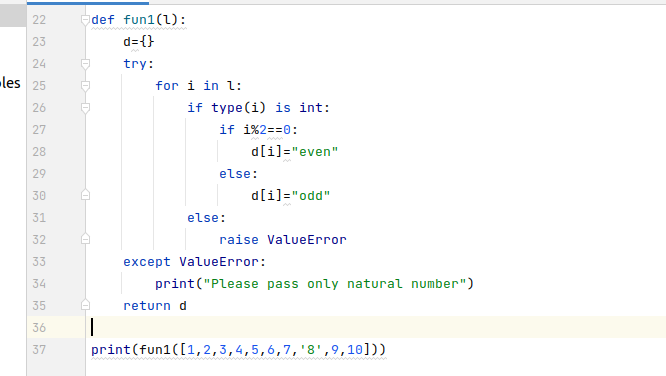 22 def fun1(l):
23     d={}
24     try:
25         for i in l:
26             if type(i) is int:
27                 if i%2==0:
28                     d[i]="even"
29                 else:
30                     d[i]="odd"
31             else:
32                 raise ValueError
33     except ValueError:
34         print("Please pass only natural number")
35     return d
36
37 print(fun1([1,2,3,4,5,6,7,'8',9,10]))